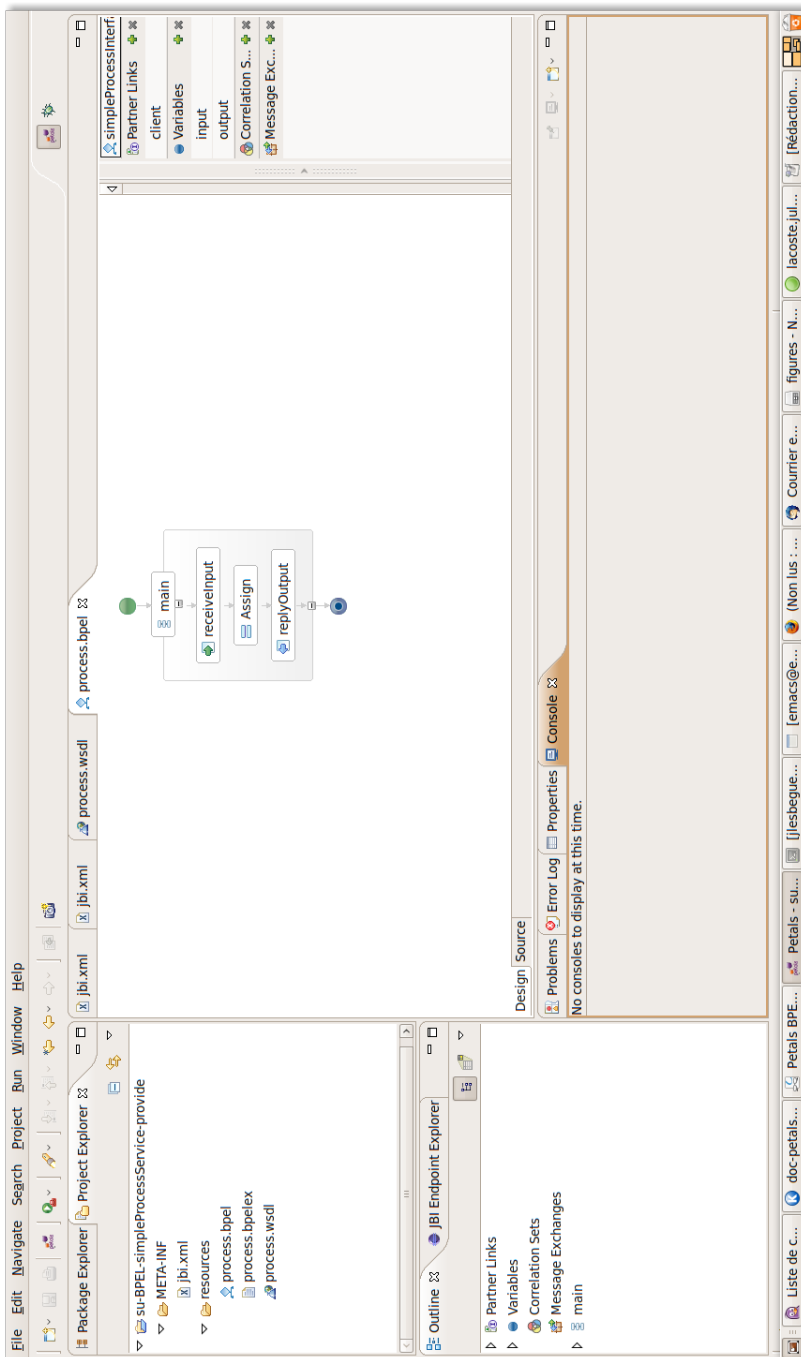 File Edit Navigate Search Project Run Window Help
Package Explorer Project Explorer
su-BPEL-simpleProcessService-provide
META-INF
jbi.xml
resources
process.bpel
process.bpelex
process.wsdl
Outline JBI Endpoint Explorer
Partner Links
Variables
Correlation Sets
Message Exchanges
main
jbi.xml jbi.xml process.wsdl process.bpel
main
receiveInput
Assign
replyOutput
simpleProcessInterf.
Partner Links
client
Variables
input
output
Correlation S...
Message Exc...
Design Source
Problems Error Log Properties Console
No consoles to display at this time.
Liste de C... doc-petals... Petals BPE... Petals - su... [jlesbegue... [emacs@e... (Non lus : ... Courrier e... figures - N... lacoste.jul... [Rédaction...